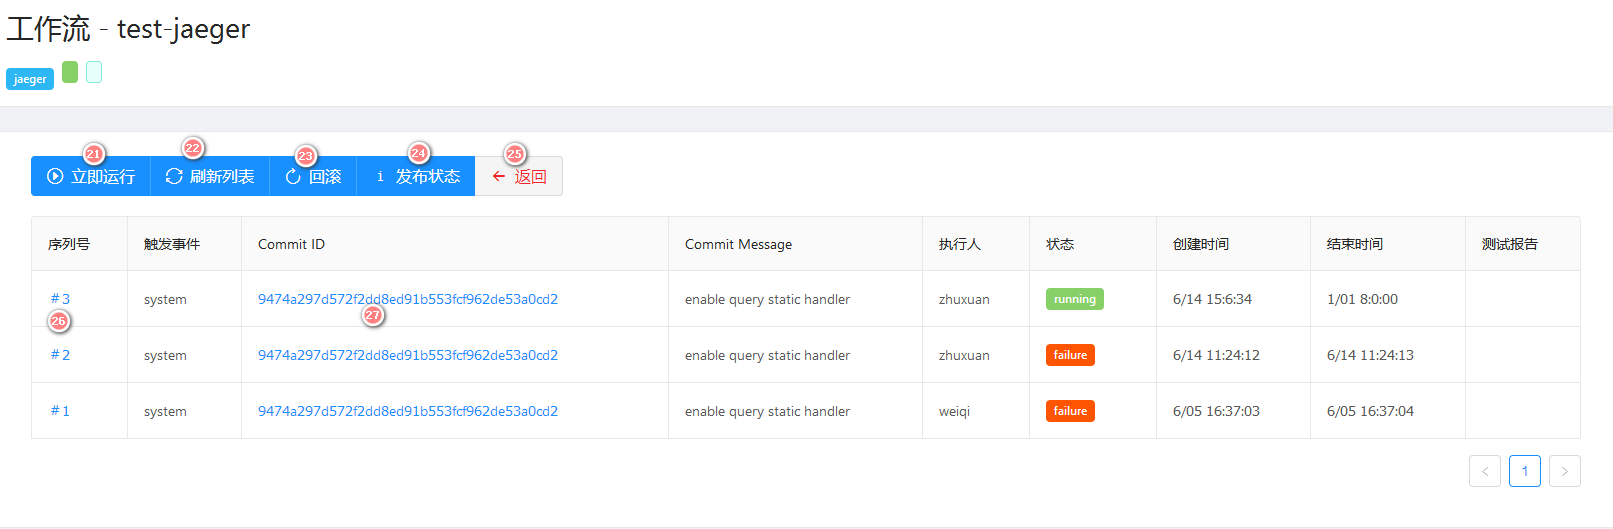 工作流 - test-jaeger
jaeger
21 22 23 24 25
立即运行 刷新列表 回滚 i 发布状态 返回
序列号 触发事件 Commit ID Commit Message 执行人 状态 创建时间 结束时间 测试报告
#3 system 9474a297d572f2dd8ed91b553fcf962de53a0cd2 enable query static handler zhuxuan running 6/14 15:6:34 1/01 8:0:00
26 27
#2 system 9474a297d572f2dd8ed91b553fcf962de53a0cd2 enable query static handler zhuxuan failure 6/14 11:24:12 6/14 11:24:13
#1 system 9474a297d572f2dd8ed91b553fcf962de53a0cd2 enable query static handler weiqi failure 6/05 16:37:03 6/05 16:37:04
< 1 >